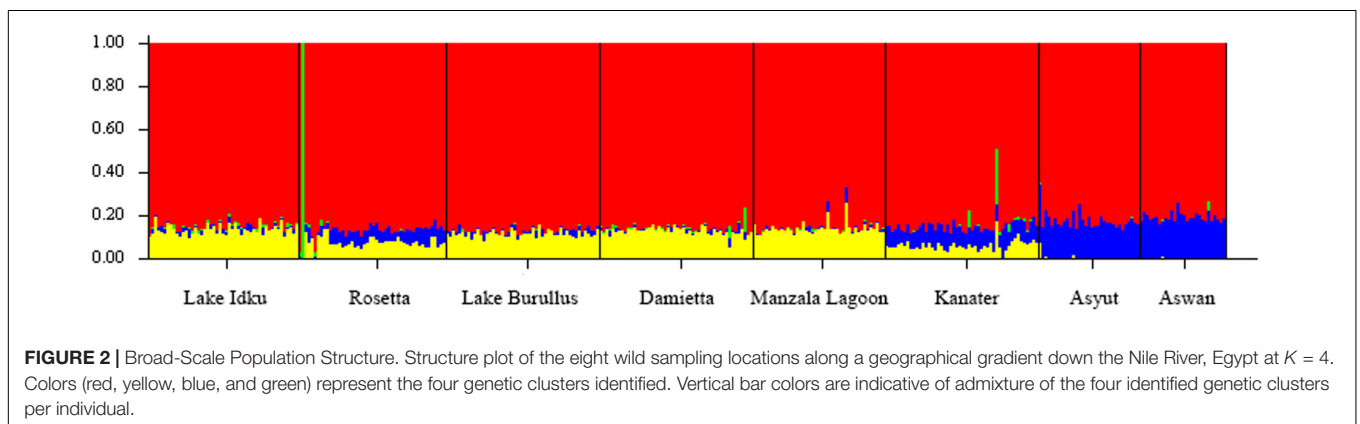 1.00
0.80
0.60
0.40
0.20
0.00
Lake Idku Rosetta Lake Burullus Damietta Manzala Lagoon Kanater Asyut Aswan
FIGURE 2 | Broad-Scale Population Structure. Structure plot of the eight wild sampling locations along a geographical gradient down the Nile River, Egypt at K = 4.
Colors (red, yellow, blue, and green) represent the four genetic clusters identified. Vertical bar colors are indicative of admixture of the four identified genetic clusters
per individual.